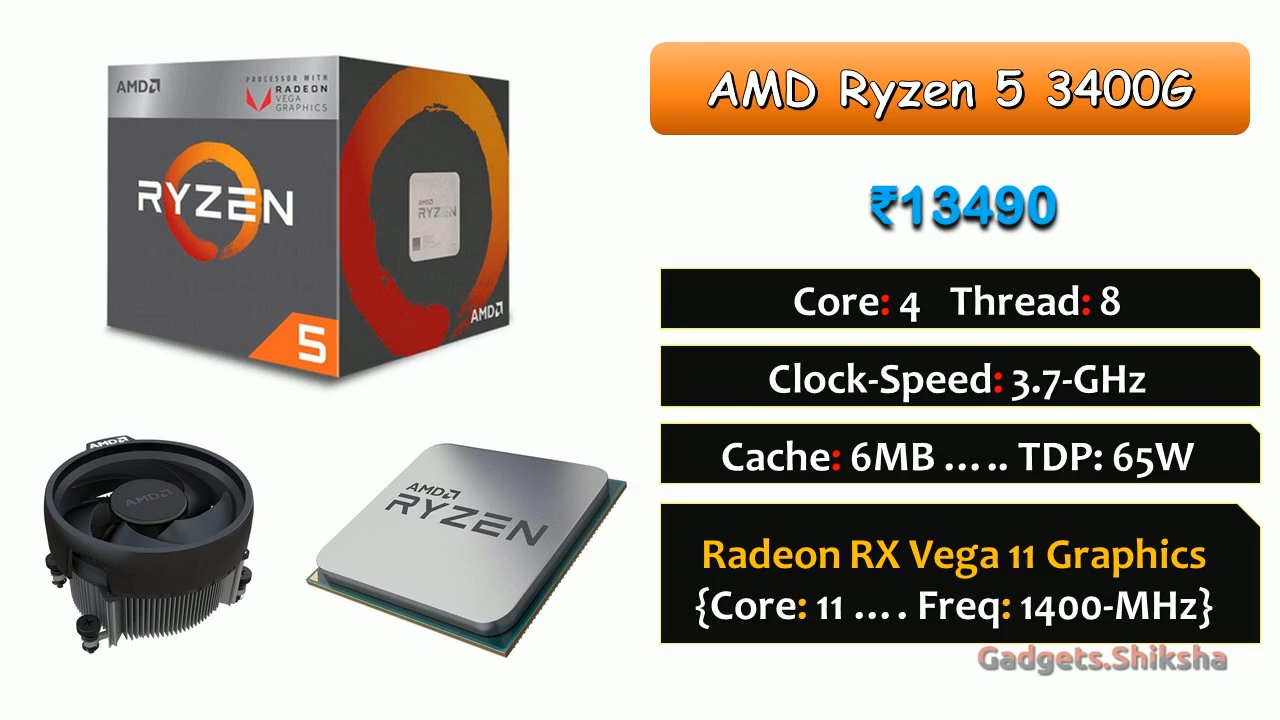 AMD
PROCESSOR WITH
RADEON
VEGA
GRAPHICS
RYZEN
5
AMD
RYZEN
AMD
AMD
AMD
AMD
RYZEN
AMD Ryzen 5 3400G
₹13490
Core: 4 Thread: 8
Clock-Speed: 3.7-GHz
Cache: 6MB ..... TDP: 65W
Radeon RX Vega 11 Graphics
{Core: 11 .... Freq: 1400-MHz}
Gadgets.Shiksha